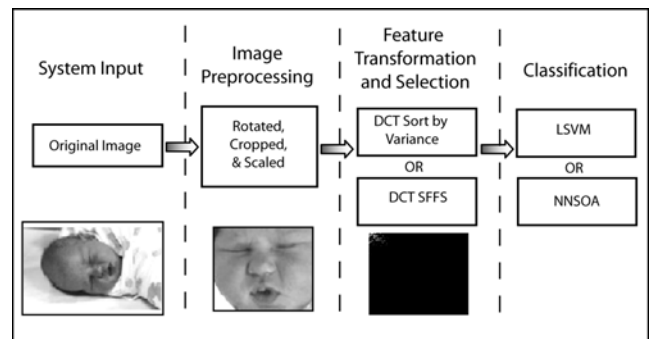 System Input
Image
Preprocessing
Feature
Transformation
and Selection
Classification
Original Image
Rotated,
Cropped,
& Scaled
DCT Sort by
Variance
OR
DCT SFFS
LSVM
OR
NNSOA